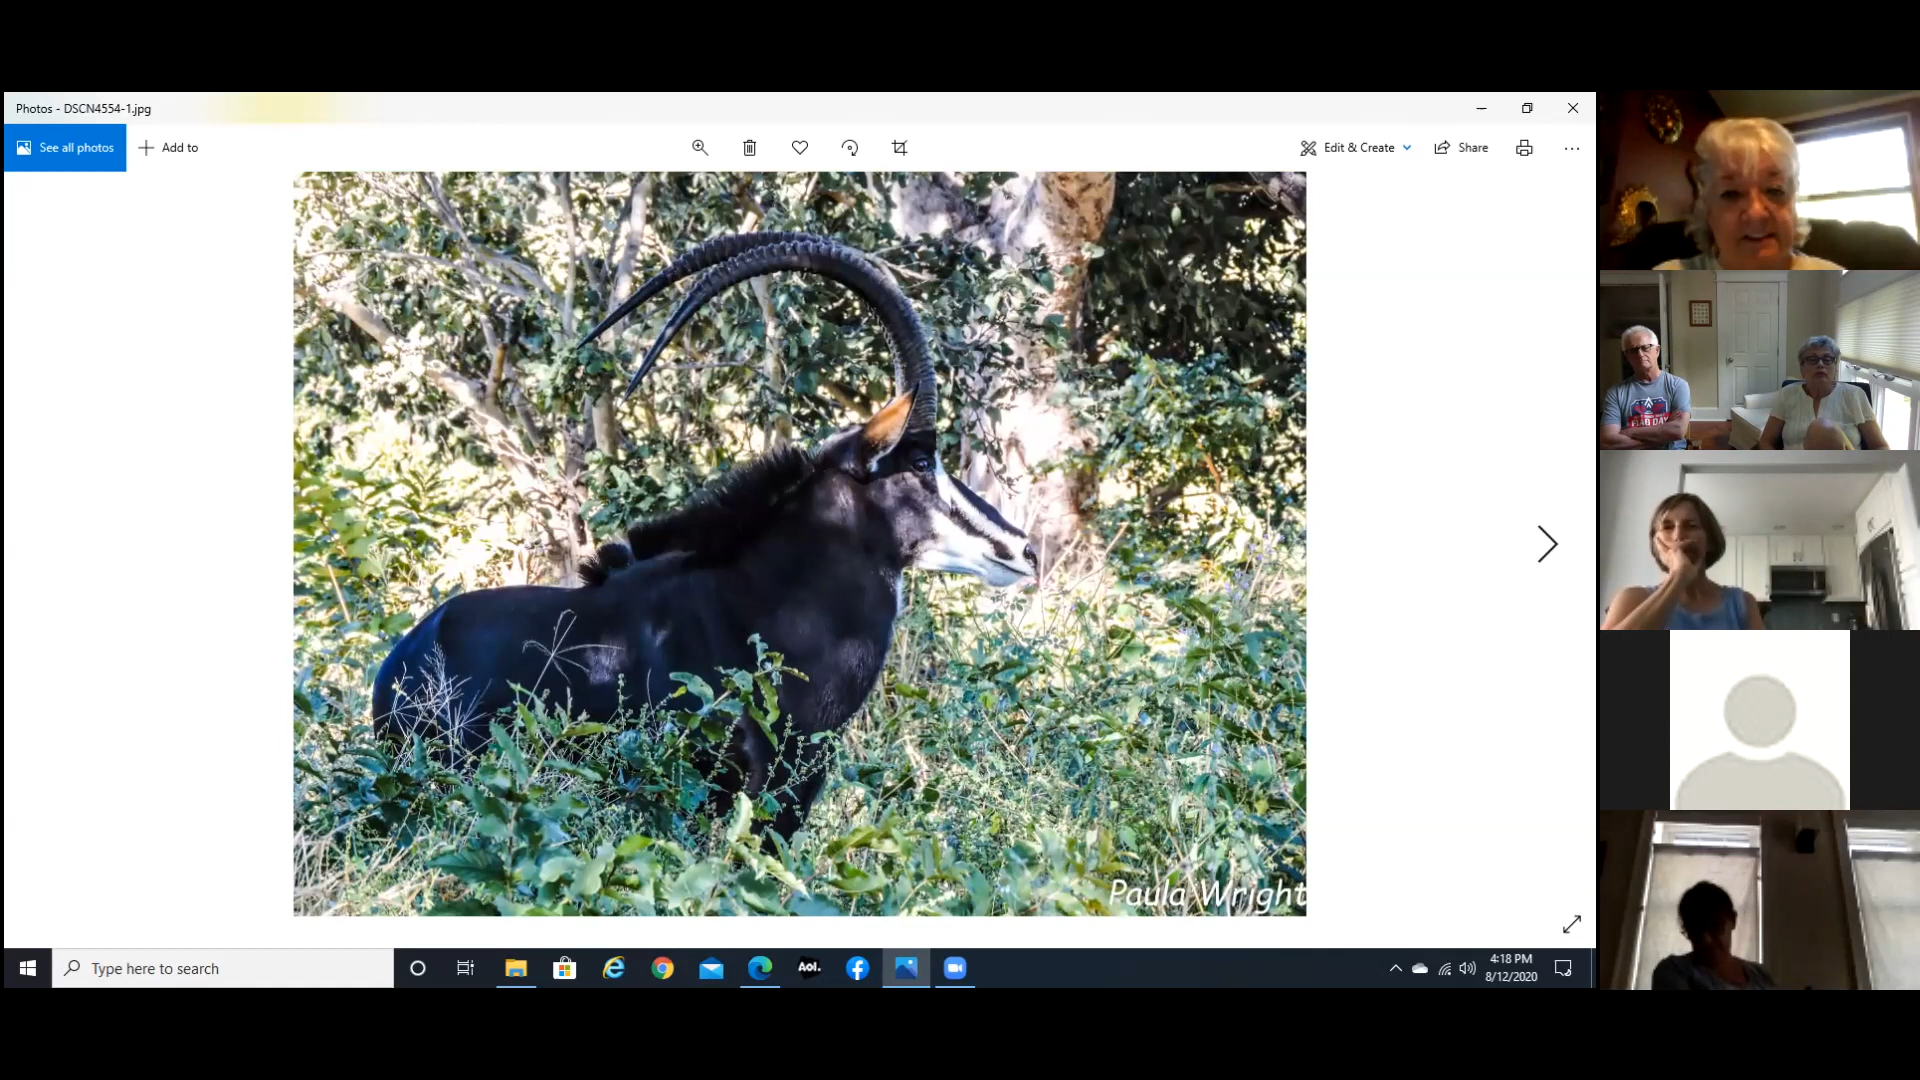 Photos - DSCN4554-1.jpg
See all photos
Add to
Edit & Create
Share
Paula Wright
Type here to search
Aol.
4:18 PM
8/12/2020